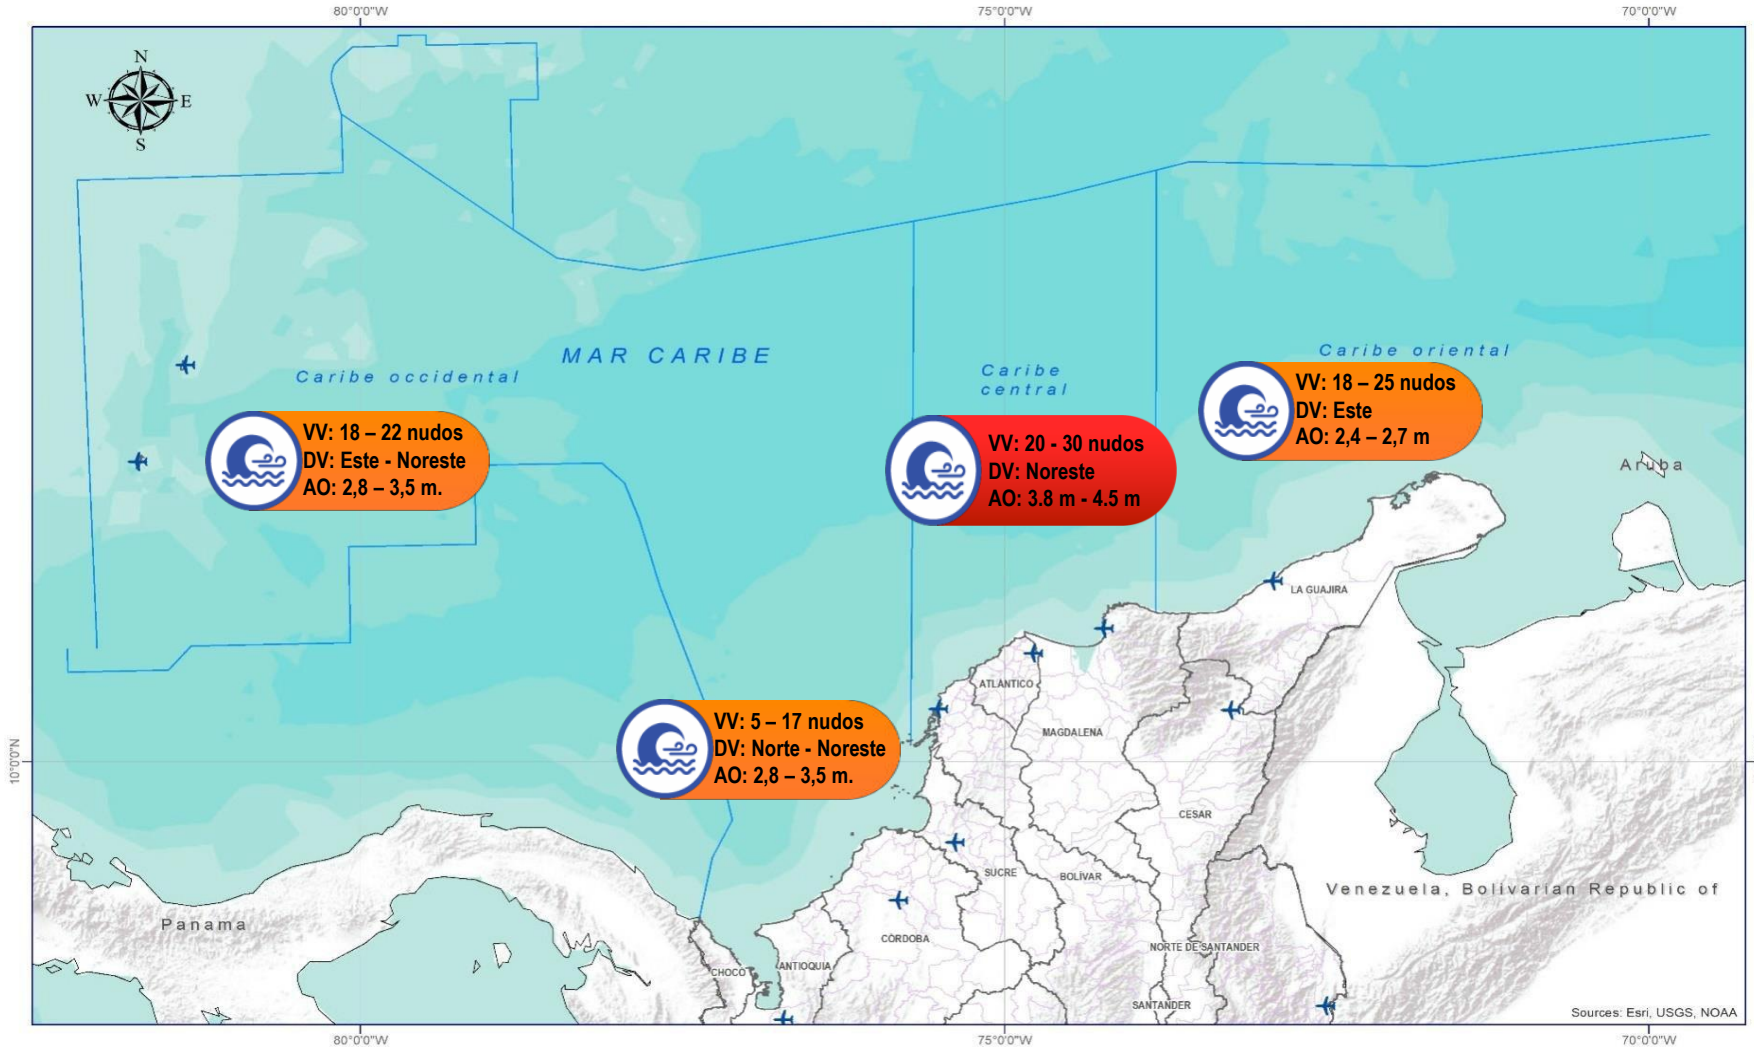 80°0'0"W
75°0'0"W
70°0'0"W
N
W
E
S
MAR CARIBE
Caribe occidental
Caribe
central
Caribe oriental
VV: 18 – 25 nudos
DV: Este
AO: 2,4 – 2,7 m
VV: 18 – 22 nudos
DV: Este - Noreste
AO: 2,8 – 3,5 m.
VV: 20 - 30 nudos
DV: Noreste
AO: 3.8 m - 4.5 m
Aruba
LA GUAJIRA
ATLÁNTICO
VV: 5 – 17 nudos
DV: Norte - Noreste
AO: 2,8 – 3,5 m.
MAGDALENA
10°0'0"N
CESAR
SUCRE
BOLÍVAR
Venezuela, Bolivarian Republic of
Panama
CÓRDOBA
NORTE DE SANTANDER
CHOCÓ
ANTIOQUIA
SANTANDER
Sources: Esri, USGS, NOAA
80°0'0"W
75°0'0"W
70°0'0"W